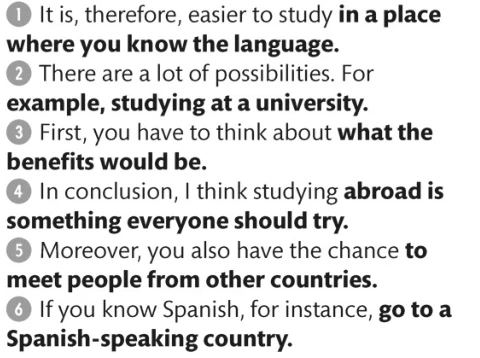 1 It is, therefore, easier to study in a place
where you know the language.
2 There are a lot of possibilities. For
example, studying at a university.
3 First, you have to think about what the
benefits would be.
4 In conclusion, I think studying abroad is
something everyone should try.
5 Moreover, you also have the chance to
meet people from other countries.
6 If you know Spanish, for instance, go to a
Spanish-speaking country.